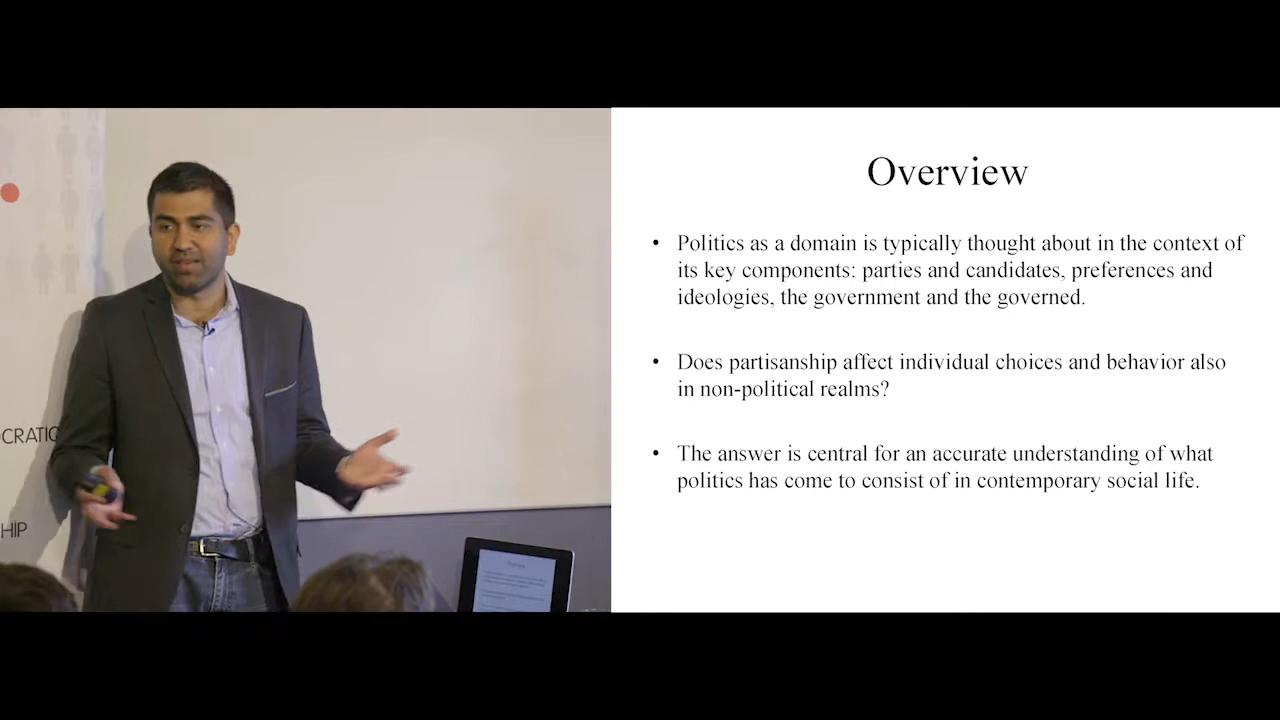 OCRATIC
HIP
Overview
• Politics as a domain is typically thought about in the context of
its key components: parties and candidates, preferences and
ideologies, the government and the governed.
• Does partisanship affect individual choices and behavior also
in non-political realms?
• The answer is central for an accurate understanding of what
politics has come to consist of in contemporary social life.
Overview